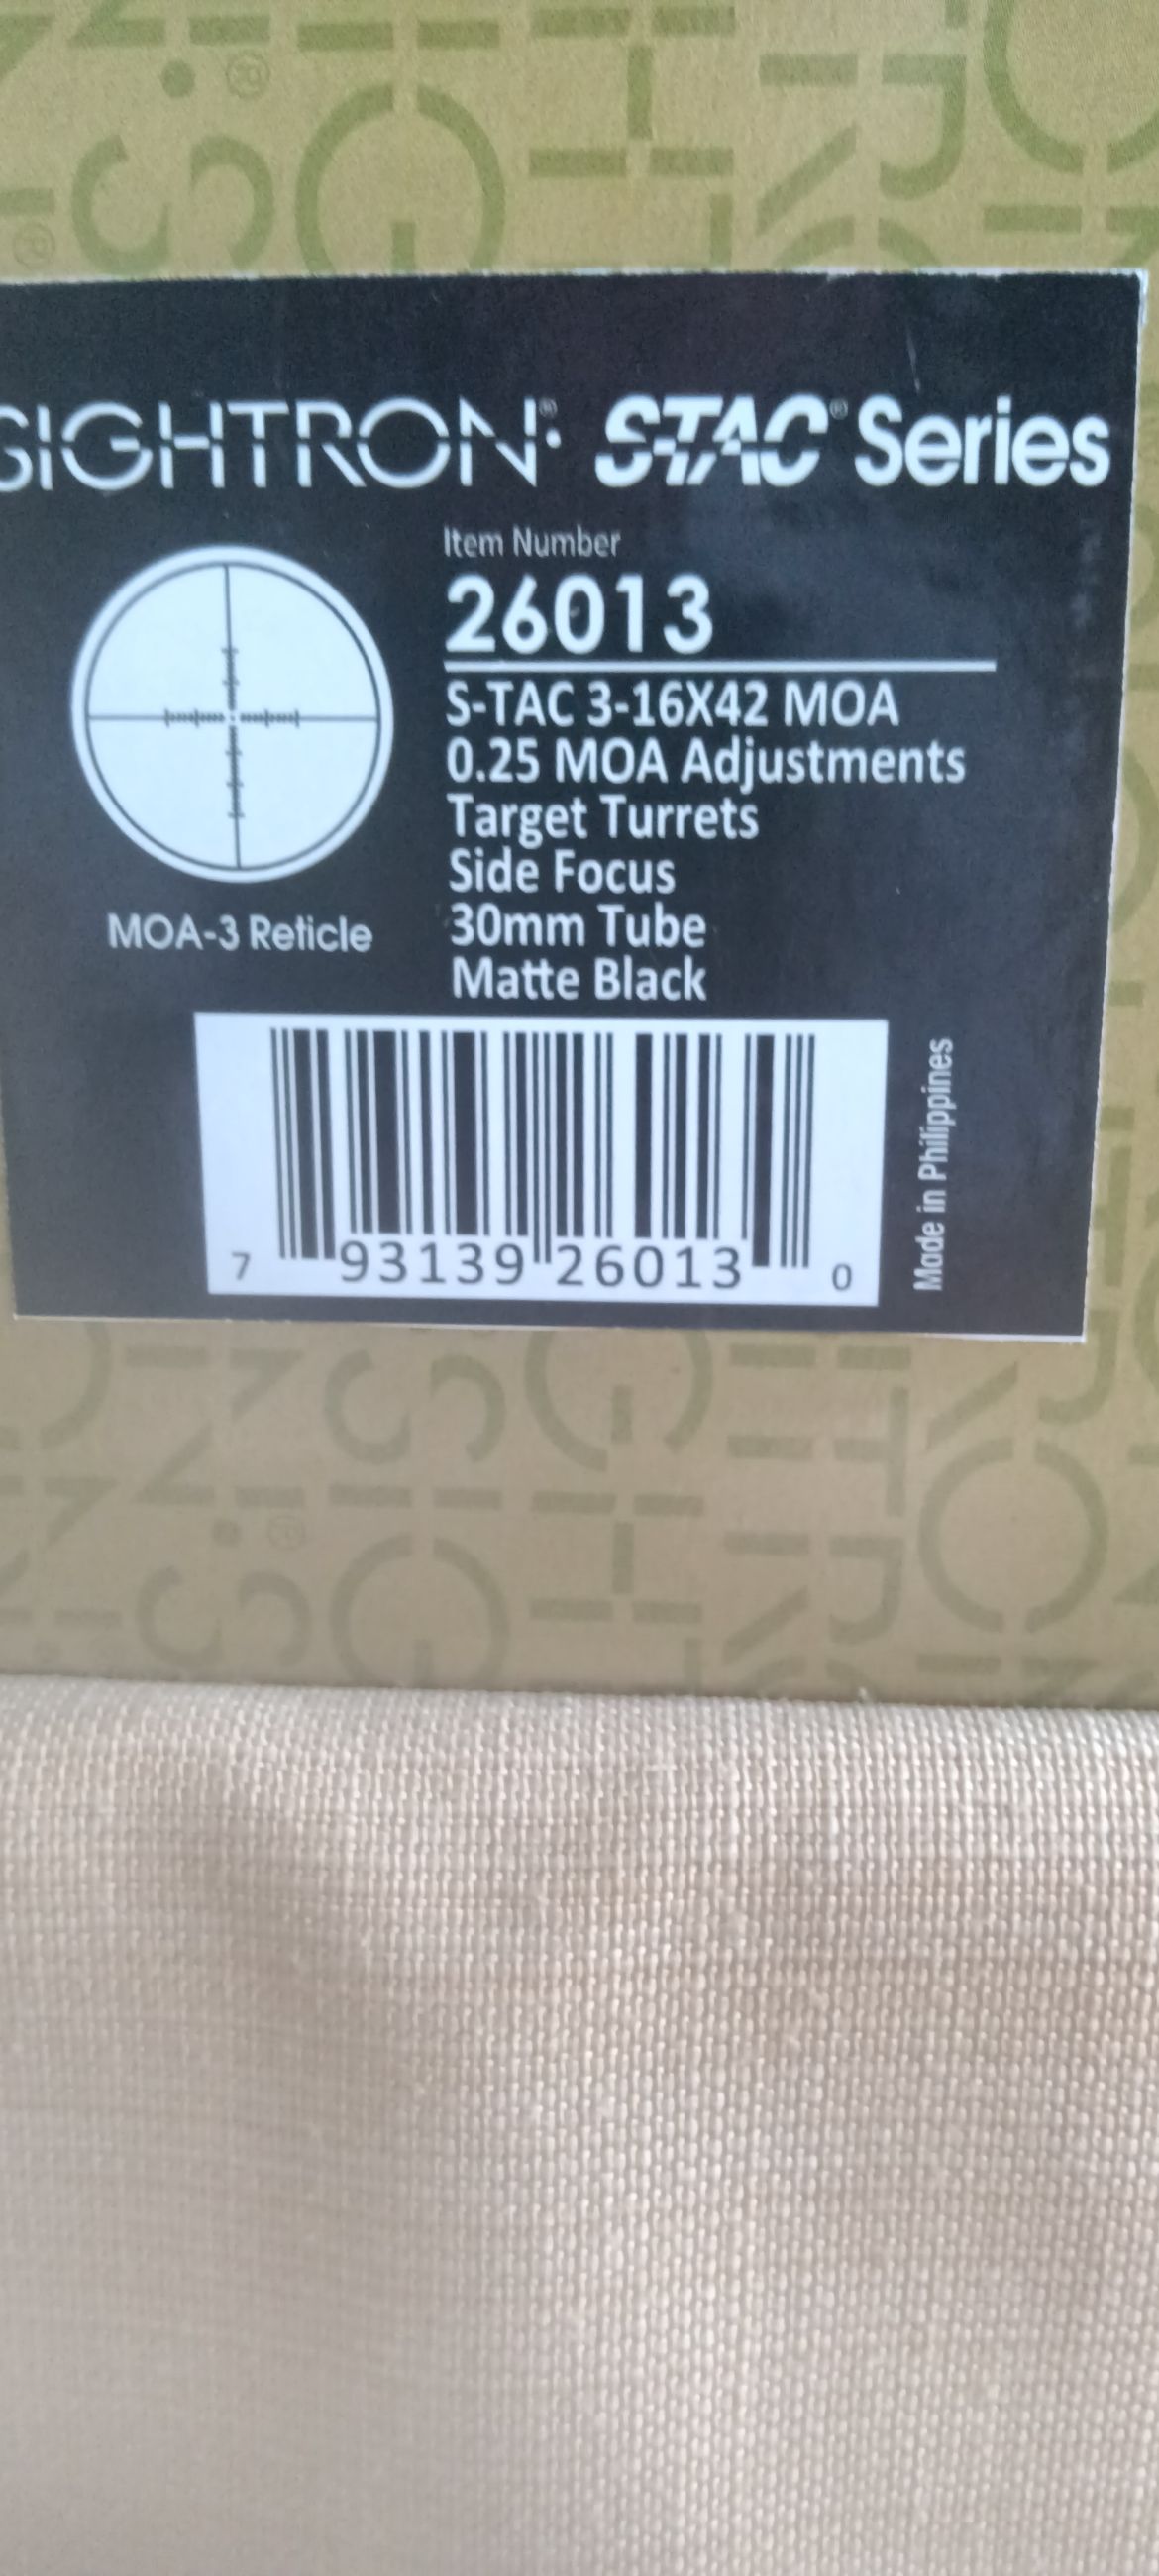 SIGHTRON® S-TAC® Series
Item Number
26013
S-TAC 3-16X42 MOA
0.25 MOA Adjustments
Target Turrets
Side Focus
30mm Tube
Matte Black
MOA-3 Reticle
7 93139 26013 0
Made in Philippines